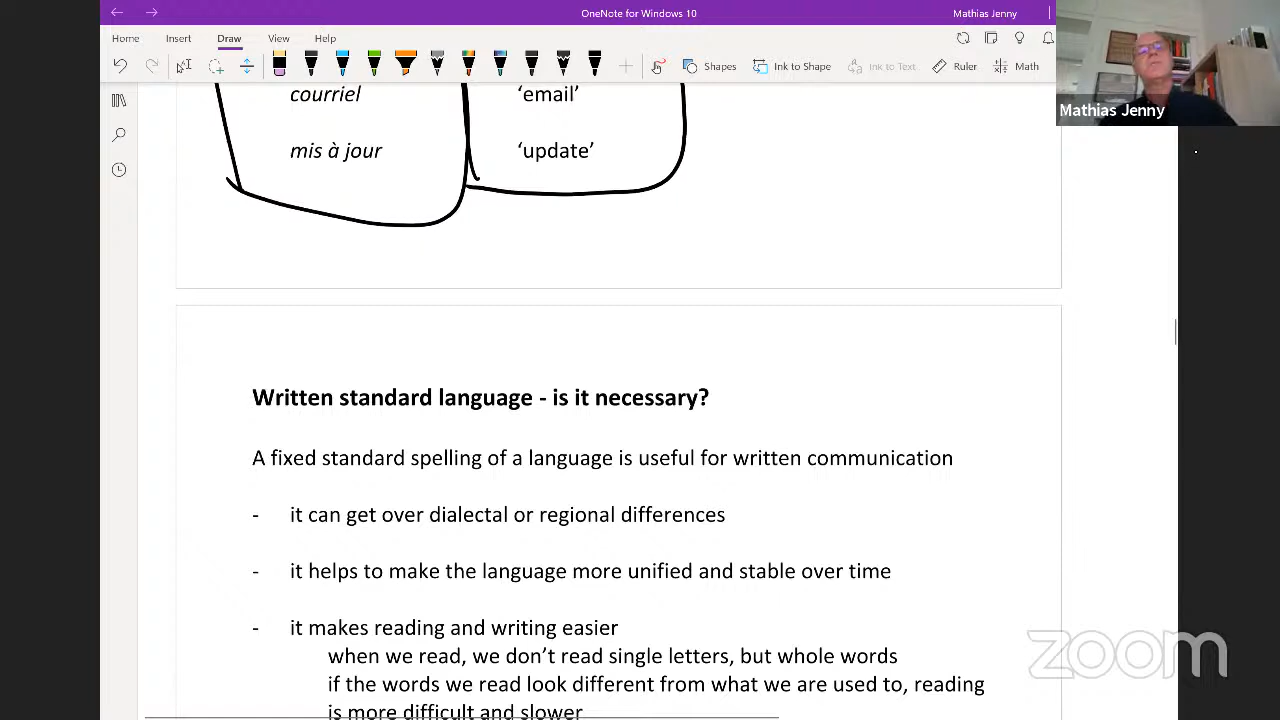 OneNote for Windows 10
Mathias Jenny
Home Insert Draw View Help
Shapes Ink to Shape Ink to Text Ruler Math
Mathias Jenny
courriel ‘email’
mis à jour ‘update’
Written standard language - is it necessary?
A fixed standard spelling of a language is useful for written communication
- it can get over dialectal or regional differences
- it helps to make the language more unified and stable over time
- it makes reading and writing easier
when we read, we don’t read single letters, but whole words
if the words we read look different from what we are used to, reading
is more difficult and slower
zoom